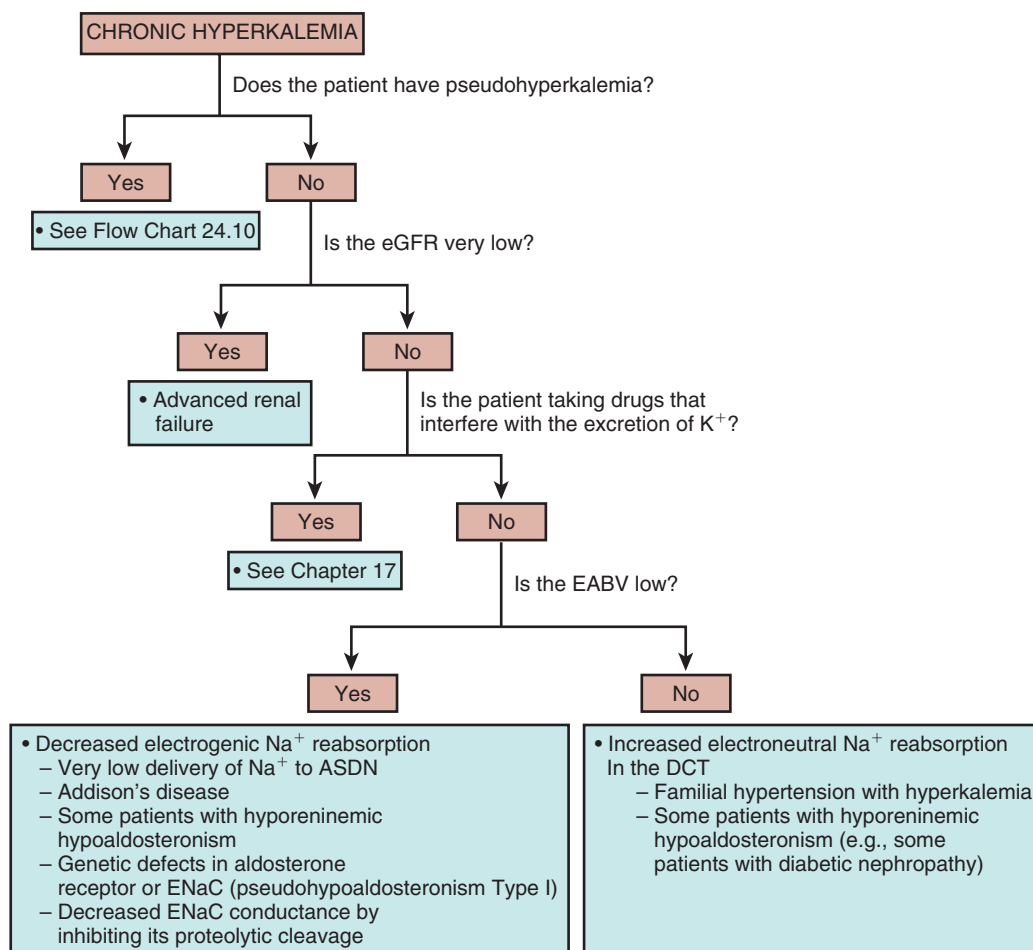 CHRONIC HYPERKALEMIA
Does the patient have pseudohyperkalemia?
Yes
No
• See Flow Chart 24.10
Is the eGFR very low?
Yes
No
• Advanced renal
failure
Is the patient taking drugs that
interfere with the excretion of K⁺?
Yes
No
• See Chapter 17
Is the EABV low?
Yes
No
• Decreased electrogenic Na⁺ reabsorption
– Very low delivery of Na⁺ to ASDN
– Addison's disease
– Some patients with hyporeninemic
hypoaldosteronism
– Genetic defects in aldosterone
receptor or ENaC (pseudohypoaldosteronism Type I)
– Decreased ENaC conductance by
inhibiting its proteolytic cleavage
• Increased electroneutral Na⁺ reabsorption
In the DCT
– Familial hypertension with hyperkalemia
– Some patients with hyporeninemic
hypoaldosteronism (e.g., some
patients with diabetic nephropathy)